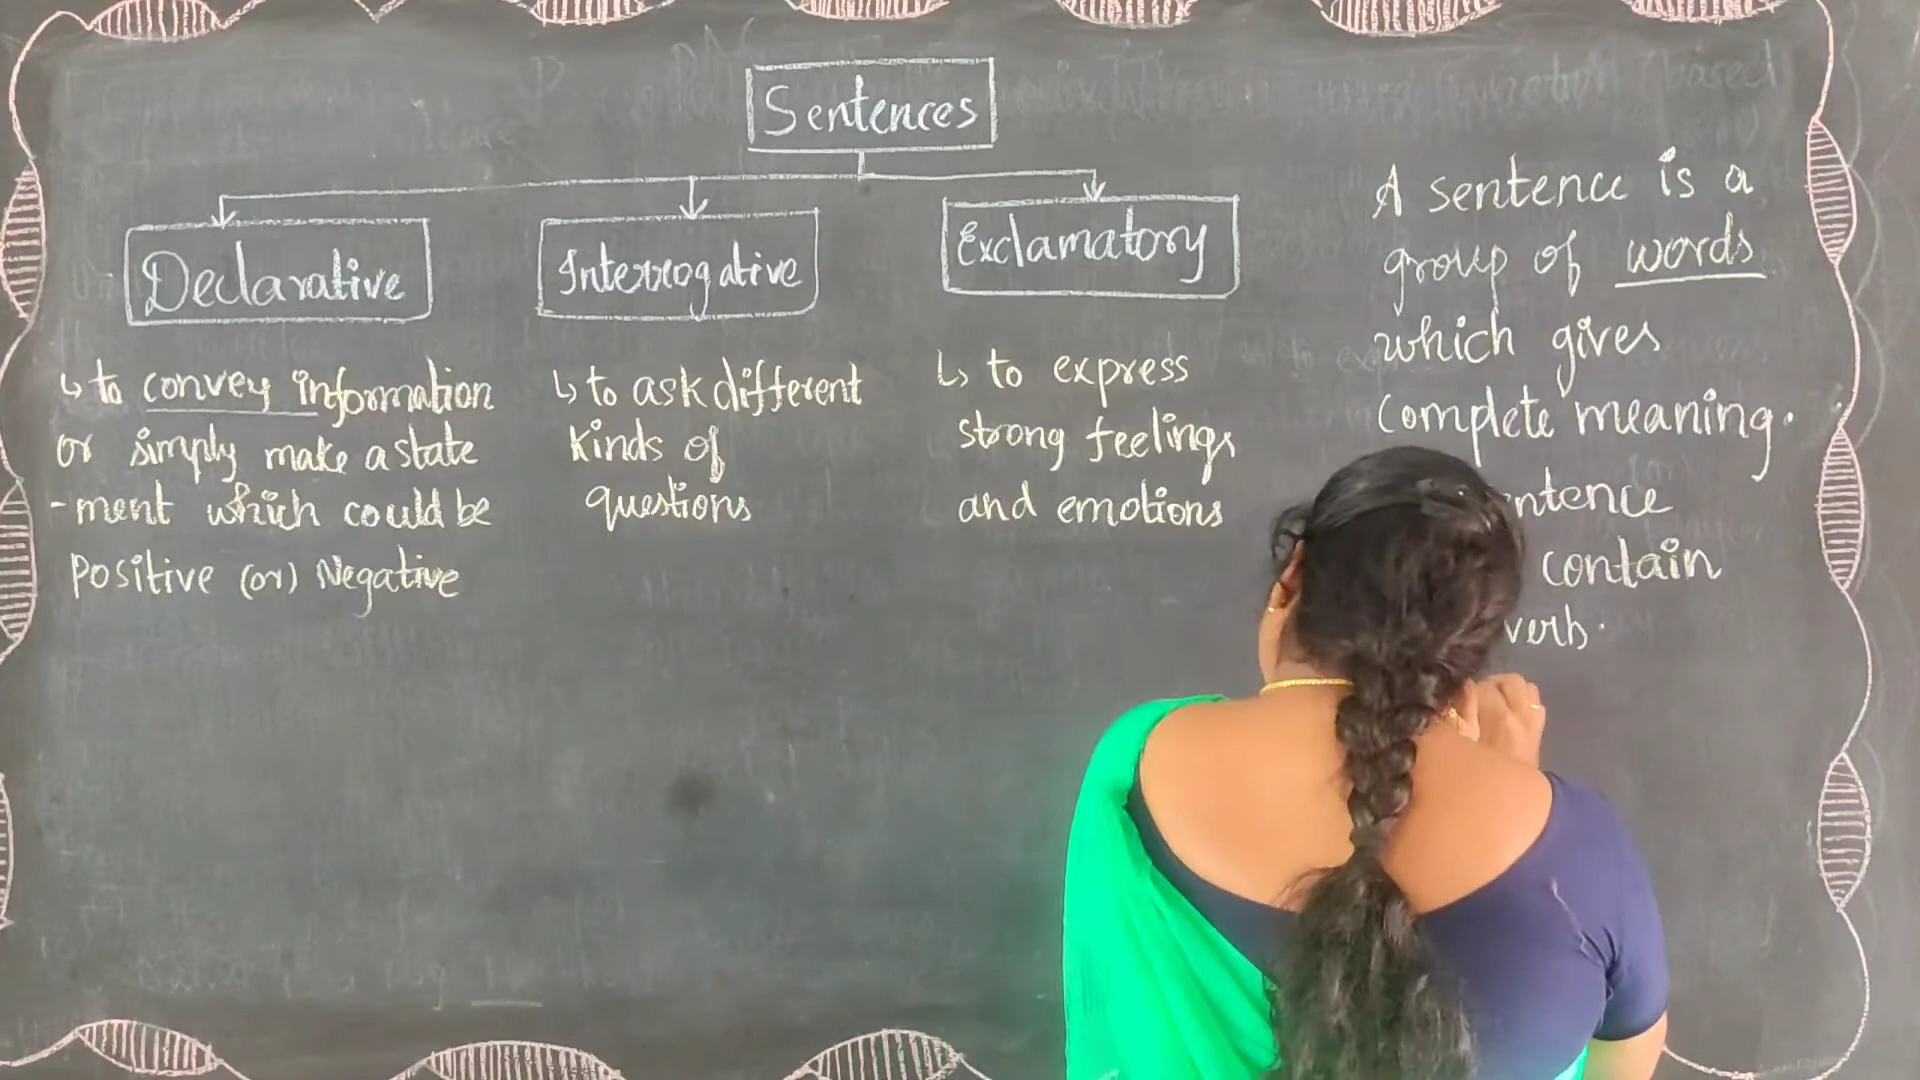 Sentences
Declarative
↳ to convey information
or simply make a state
-ment which could be
Positive (or) Negative
Interrogative
↳ to ask different
kinds of
questions
Exclamatory
↳ to express
strong feelings
and emotions
A sentence is a
group of words
which gives
complete meaning.
ntence
contain
verb.